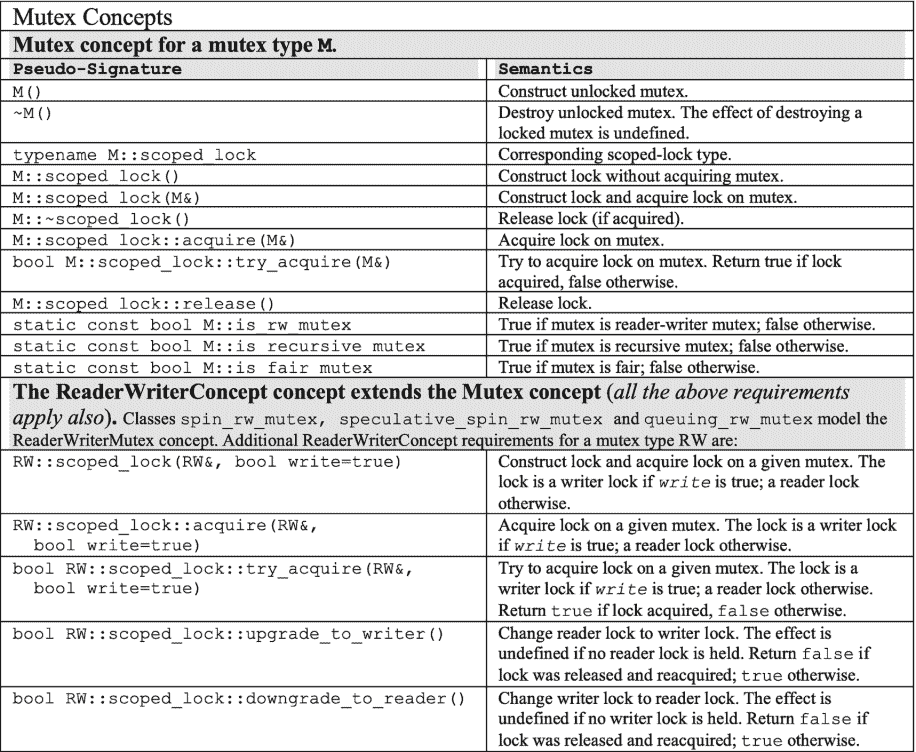 Mutex Concepts
Mutex concept for a mutex type M.
Pseudo-Signature
Semantics
M()
Construct unlocked mutex.
~M()
Destroy unlocked mutex. The effect of destroying a
locked mutex is undefined.
typename M::scoped_lock
Corresponding scoped-lock type.
M::scoped_lock()
Construct lock without acquiring mutex.
M::scoped_lock(M&)
Construct lock and acquire lock on mutex.
M::~scoped_lock()
Release lock (if acquired).
M::scoped_lock::acquire(M&)
Acquire lock on mutex.
bool M::scoped_lock::try_acquire(M&)
Try to acquire lock on mutex. Return true if lock
acquired, false otherwise.
M::scoped_lock::release()
Release lock.
static const bool M::is_rw_mutex
True if mutex is reader-writer mutex; false otherwise.
static const bool M::is_recursive_mutex
True if mutex is recursive mutex; false otherwise.
static const bool M::is_fair_mutex
True if mutex is fair; false otherwise.
The ReaderWriterConcept concept extends the Mutex concept (all the above requirements
apply also). Classes spin_rw_mutex, speculative_spin_rw_mutex and queuing_rw_mutex model the
ReaderWriterMutex concept. Additional ReaderWriterConcept requirements for a mutex type RW are:
RW::scoped_lock(RW&, bool write=true)
Construct lock and acquire lock on a given mutex. The
lock is a writer lock if write is true; a reader lock
otherwise.
RW::scoped_lock::acquire(RW&,
bool write=true)
Acquire lock on a given mutex. The lock is a writer lock
if write is true; a reader lock otherwise.
bool RW::scoped_lock::try_acquire(RW&,
bool write=true)
Try to acquire lock on a given mutex. The lock is a
writer lock if write is true; a reader lock otherwise.
Return true if lock acquired, false otherwise.
bool RW::scoped_lock::upgrade_to_writer()
Change reader lock to writer lock. The effect is
undefined if no reader lock is held. Return false if
lock was released and reacquired; true otherwise.
bool RW::scoped_lock::downgrade_to_reader()
Change writer lock to reader lock. The effect is
undefined if no writer lock is held. Return false if
lock was released and reacquired; true otherwise.